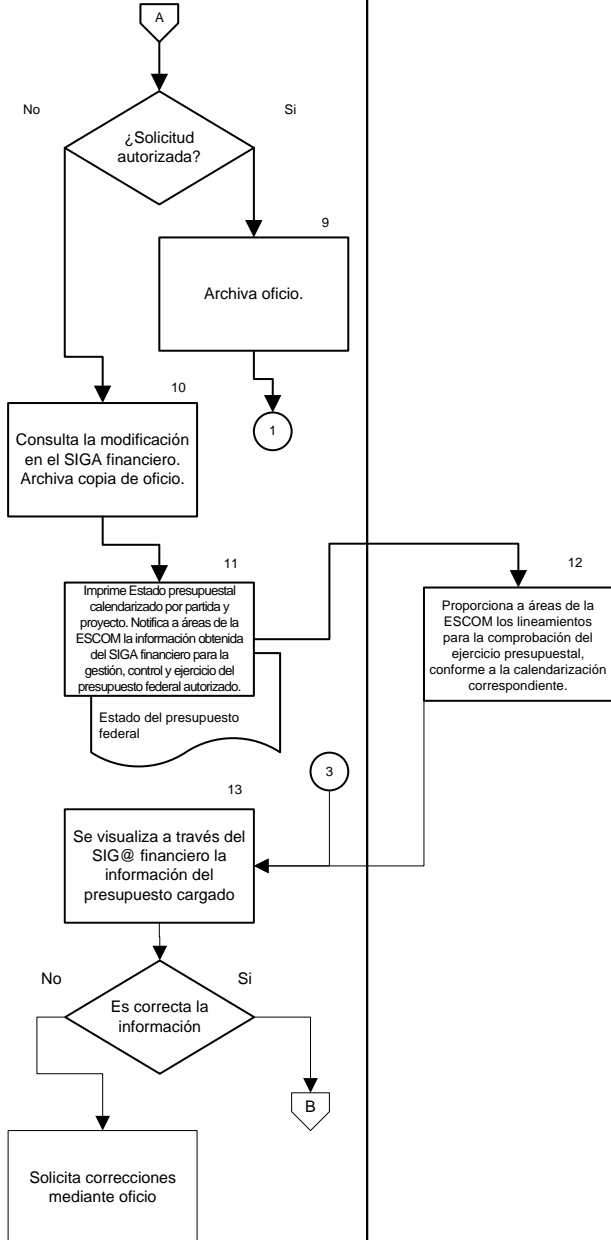 A
No
Si
¿Solicitud
autorizada?
9
Archiva oficio.
1
10
Consulta la modificación
en el SIGA financiero.
Archiva copia de oficio.
11
Imprime Estado presupuestal
calendarizado por partida y
proyecto. Notifica a áreas de la
ESCOM la información obtenida
del SIGA financiero para la
gestión, control y ejercicio del
presupuesto federal autorizado.
Estado del presupuesto
federal
12
Proporciona a áreas de la
ESCOM los lineamientos
para la comprobación del
ejercicio presupuestal,
conforme a la calendarización
correspondiente.
3
13
Se visualiza a través del
SIG@ financiero la
información del
presupuesto cargado
No
Si
Es correcta la
información
B
Solicita correcciones
mediante oficio